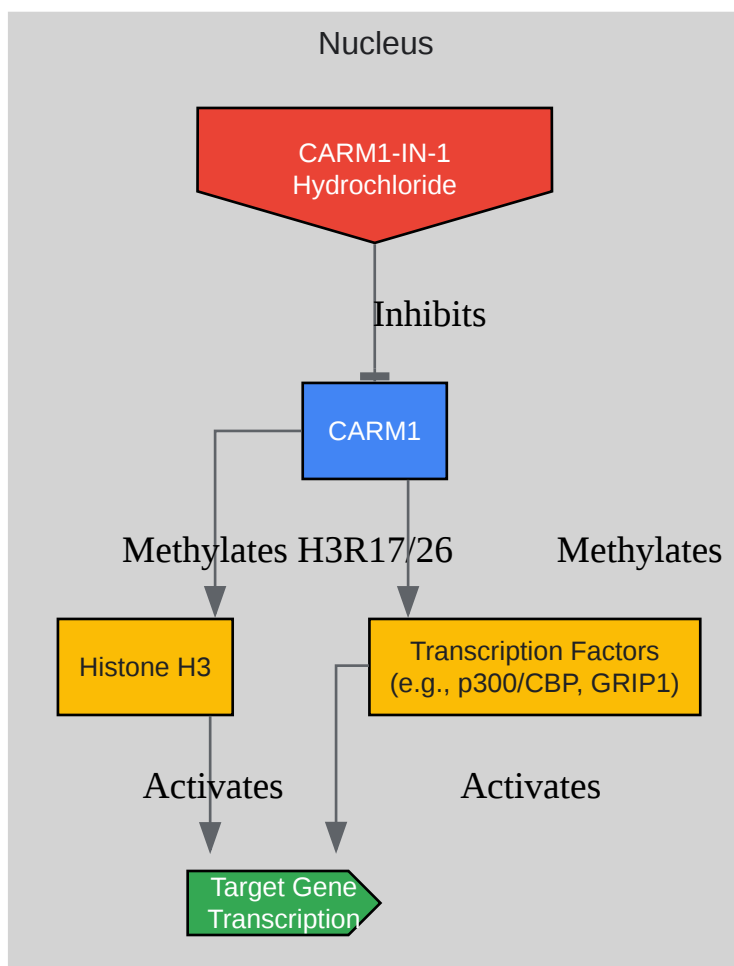 Nucleus
CARM1-IN-1
Hydrochloride
Inhibits
CARM1
Methylates H3R17/26
Methylates
Histone H3
Transcription Factors
(e.g., p300/CBP, GRIP1)
Activates
Activates
Target Gene
Transcription